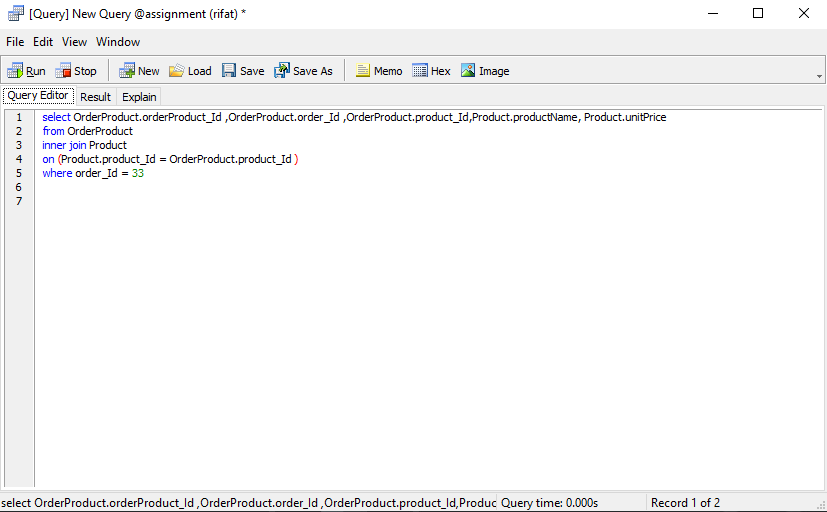 [Query] New Query @assignment (rifat) *
File Edit View Window
Run Stop New Load Save Save As Memo Hex Image
Query Editor Result Explain
1 select OrderProduct.orderProduct_Id ,OrderProduct.order_Id ,OrderProduct.product_Id,Product.productName, Product.unitPrice
2 from OrderProduct
3 inner join Product
4 on (Product.product_Id = OrderProduct.product_Id )
5 where order_Id = 33
6
7
select OrderProduct.orderProduct_Id ,OrderProduct.order_Id ,OrderProduct.product_Id,Produc Query time: 0.000s Record 1 of 2